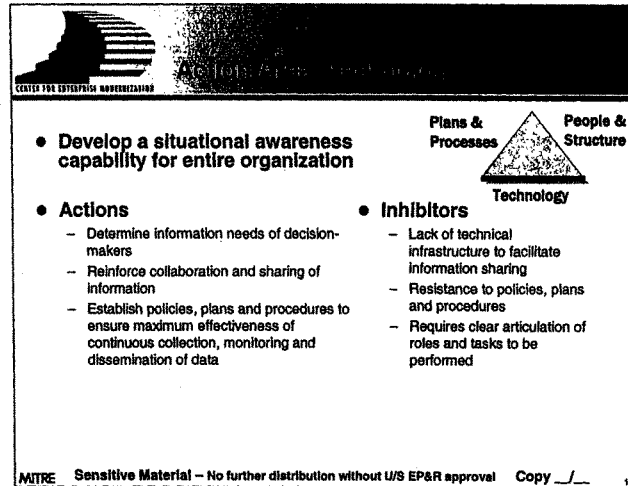 CENTER FOR ENTERPRISE MODERNIZATION
Action Area:
● Develop a situational awareness
capability for entire organization
Plans &
Processes
People &
Structure
Technology
● Actions
– Determine information needs of decision-
makers
– Reinforce collaboration and sharing of
information
– Establish policies, plans and procedures to
ensure maximum effectiveness of
continuous collection, monitoring and
dissemination of data
● Inhibitors
– Lack of technical
infrastructure to facilitate
information sharing
– Resistance to policies, plans
and procedures
– Requires clear articulation of
roles and tasks to be
performed
MITRE Sensitive Material – No further distribution without U/S EP&R approval Copy __/__